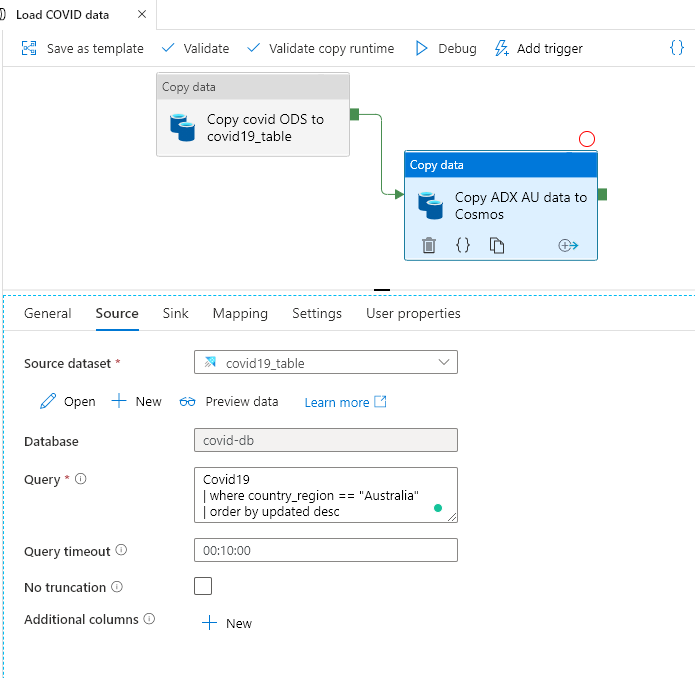 Load COVID data
Save as template
Validate
Validate copy runtime
Debug
Add trigger
{}
Copy data
Copy covid ODS to
covid19_table
Copy data
Copy ADX AU data to
Cosmos
{}
General
Source
Sink
Mapping
Settings
User properties
Source dataset *
covid19_table
Open
New
Preview data
Learn more
Database
covid-db
Query *
Covid19
| where country_region == "Australia"
| order by updated desc
Query timeout
00:10:00
No truncation
Additional columns
New